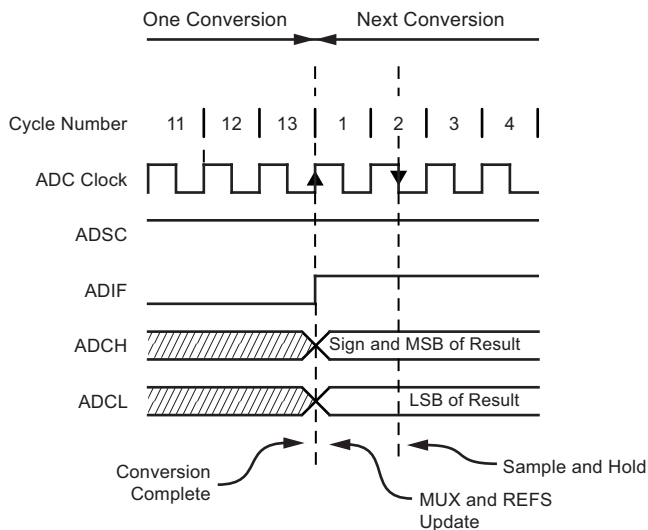 One Conversion
Next Conversion
Cycle Number
11 12 13 1 2 3 4
ADC Clock
ADSC
ADIF
ADCH
Sign and MSB of Result
ADCL
LSB of Result
Conversion
Complete
MUX and REFS
Update
Sample and Hold